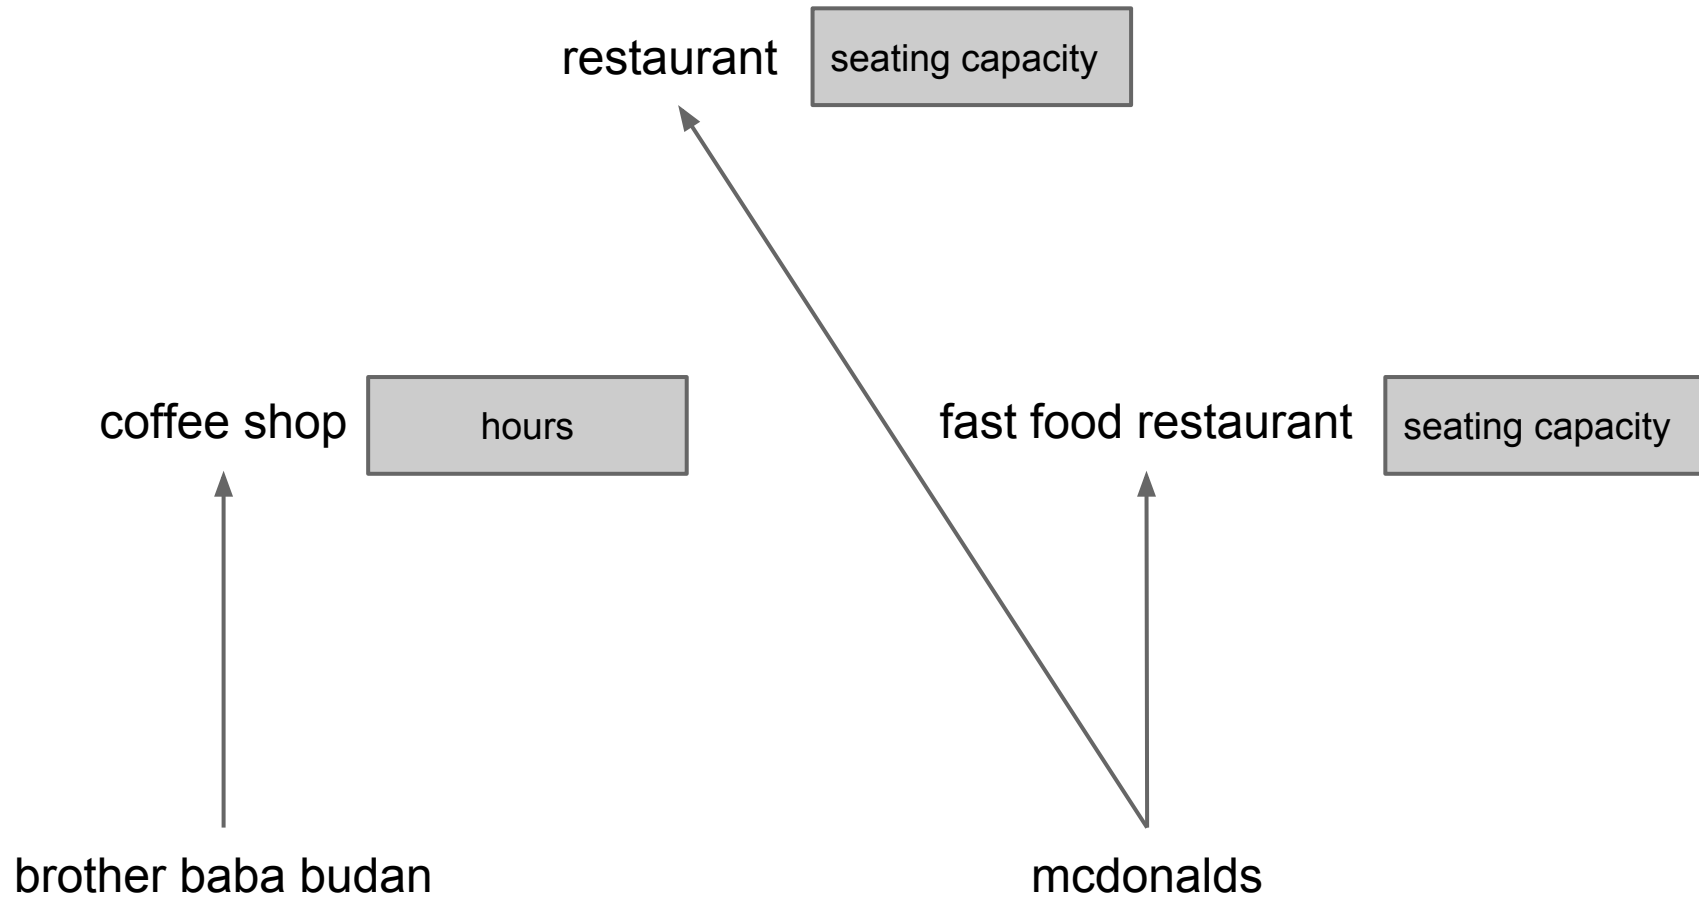 restaurant seating capacity
coffee shop hours fast food restaurant seating capacity
brother baba budan mcdonalds